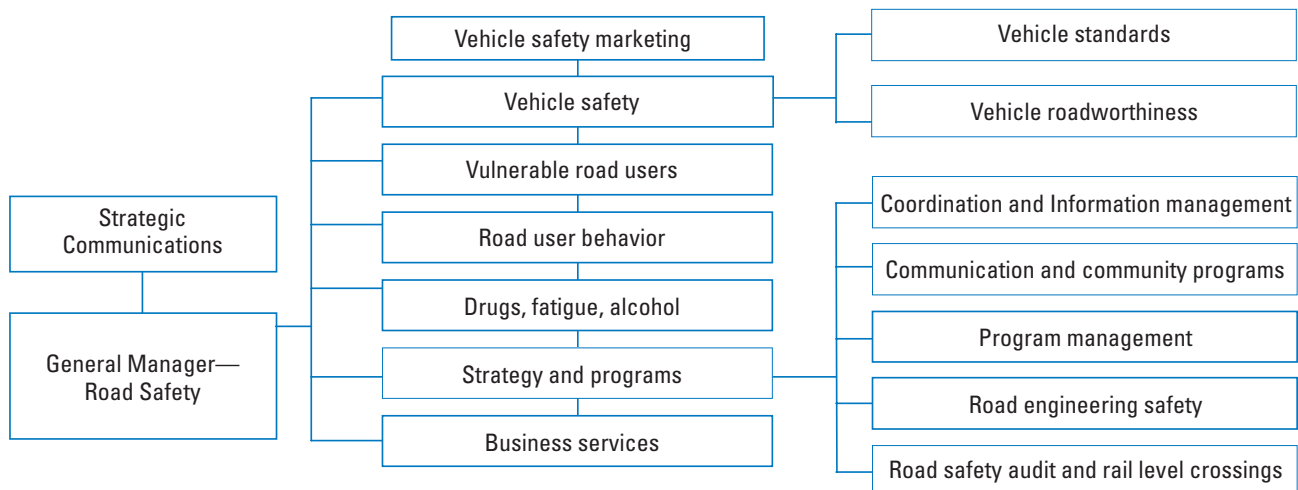 Strategic
Communications
General Manager—
Road Safety
Vehicle safety marketing
Vehicle safety
Vulnerable road users
Road user behavior
Drugs, fatigue, alcohol
Strategy and programs
Business services
Vehicle standards
Vehicle roadworthiness
Coordination and Information management
Communication and community programs
Program management
Road engineering safety
Road safety audit and rail level crossings